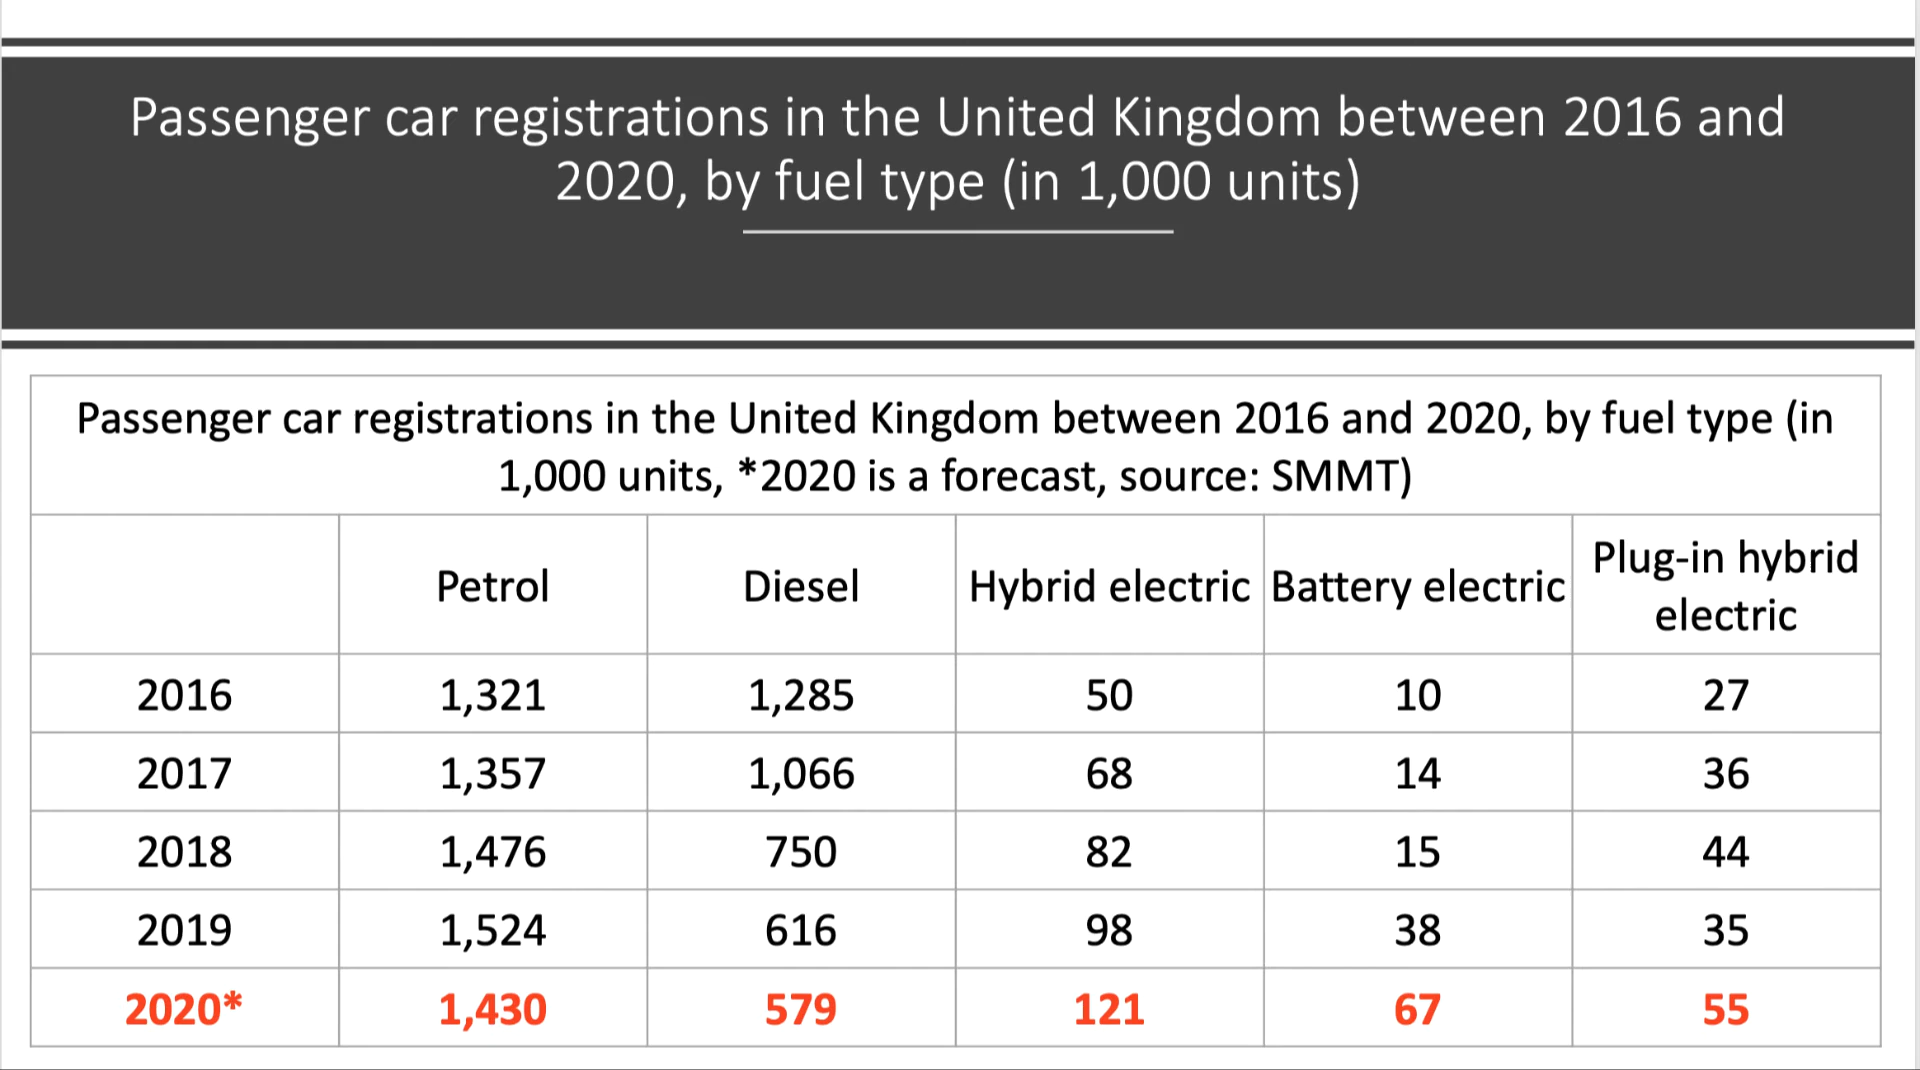 Passenger car registrations in the United Kingdom between 2016 and
2020, by fuel type (in 1,000 units)
Passenger car registrations in the United Kingdom between 2016 and 2020, by fuel type (in
1,000 units, *2020 is a forecast, source: SMMT)
Petrol Diesel Hybrid electric Battery electric Plug-in hybrid
electric
2016 1,321 1,285 50 10 27
2017 1,357 1,066 68 14 36
2018 1,476 750 82 15 44
2019 1,524 616 98 38 35
2020* 1,430 579 121 67 55